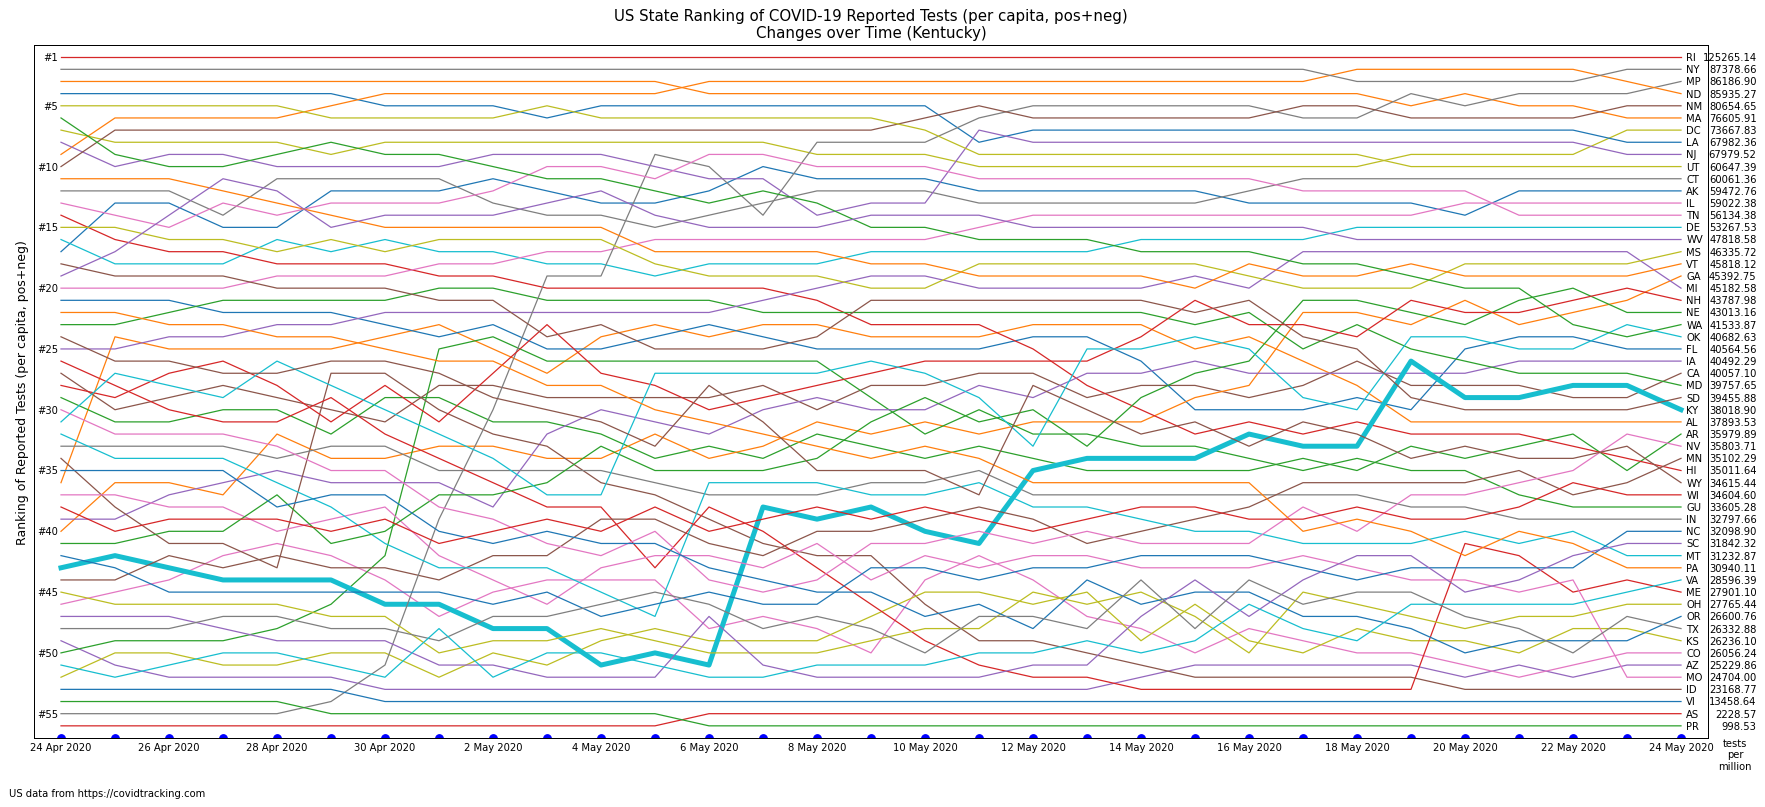 US State Ranking of COVID-19 Reported Tests (per capita, pos+neg)
Changes over Time (Kentucky)
Ranking of Reported Tests (per capita, pos+neg)
#1
#5
#10
#15
#20
#25
#30
#35
#40
#45
#50
#55
RI 125265.14
NY 87378.66
MP 86186.90
ND 85935.27
NM 80654.65
MA 76605.91
DC 73667.83
LA 67982.36
NJ 67979.52
UT 60647.39
CT 60061.36
AK 59472.76
IL 59022.38
TN 56134.38
DE 53267.53
WV 47818.58
MS 46335.72
VT 45818.12
GA 45392.75
MI 45182.58
NH 43787.98
NE 43013.16
WA 41533.87
OK 40682.63
FL 40564.56
IA 40492.29
CA 40057.10
MD 39757.65
SD 39455.88
KY 38018.90
AL 37893.53
AR 35979.89
NV 35803.71
MN 35102.29
HI 35011.64
WY 34615.44
WI 34604.60
GU 33605.28
IN 32797.66
NC 32098.90
SC 31842.32
MT 31232.87
PA 30940.11
VA 28596.39
ME 27901.10
OH 27765.44
OR 26600.76
TX 26332.88
KS 26236.10
CO 26056.24
AZ 25229.86
MO 24704.00
ID 23168.77
VI 13458.64
AS 2228.57
PR 998.53
24 Apr 2020 26 Apr 2020 28 Apr 2020 30 Apr 2020 2 May 2020 4 May 2020 6 May 2020 8 May 2020 10 May 2020 12 May 2020 14 May 2020 16 May 2020 18 May 2020 20 May 2020 22 May 2020 24 May 2020
tests
per
million
US data from https://covidtracking.com